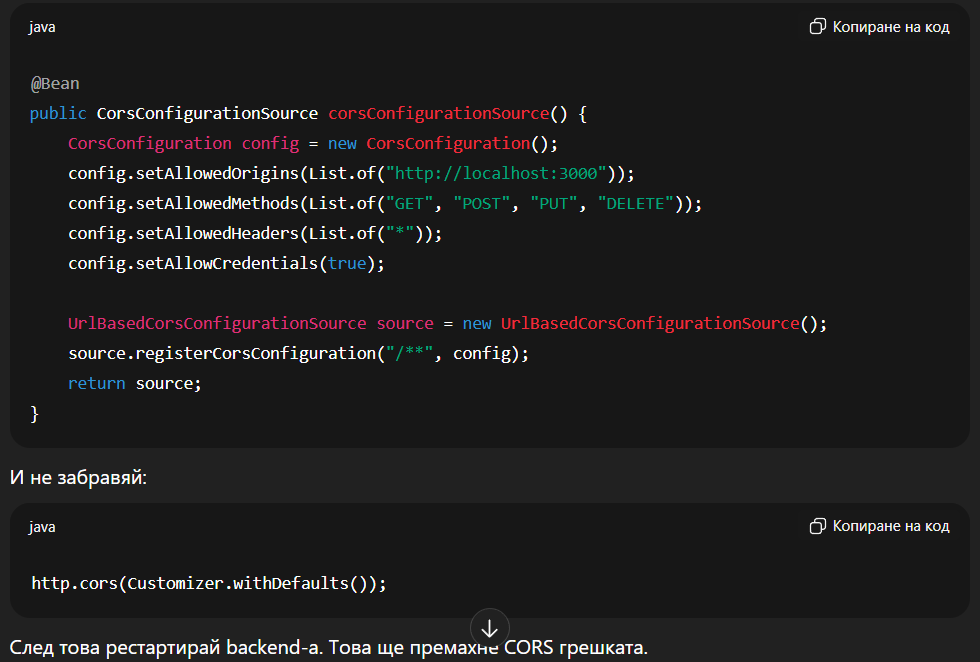 java
Копиране на код
@Bean
public CorsConfigurationSource corsConfigurationSource() {
    CorsConfiguration config = new CorsConfiguration();
    config.setAllowedOrigins(List.of("http://localhost:3000"));
    config.setAllowedMethods(List.of("GET", "POST", "PUT", "DELETE"));
    config.setAllowedHeaders(List.of("*"));
    config.setAllowCredentials(true);
    UrlBasedCorsConfigurationSource source = new UrlBasedCorsConfigurationSource();
    source.registerCorsConfiguration("/**", config);
    return source;
}
И не забравяй:
java
Копиране на код
http.cors(Customizer.withDefaults());
След това рестартирай backend-а. Това ще премахне CORS грешката.